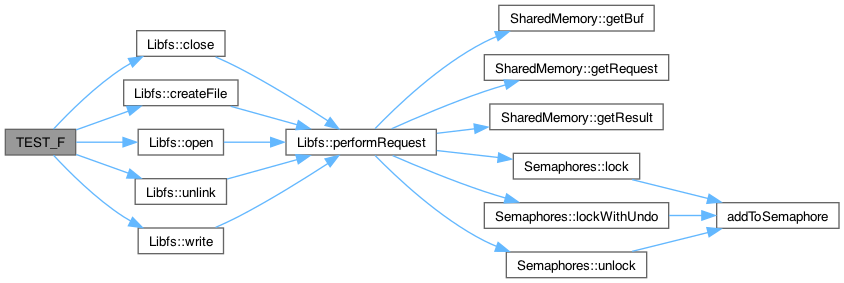 TEST_F
Libfs::close
Libfs::createFile
Libfs::open
Libfs::unlink
Libfs::write
Libfs::performRequest
SharedMemory::getBuf
SharedMemory::getRequest
SharedMemory::getResult
Semaphores::lock
Semaphores::lockWithUndo
Semaphores::unlock
addToSemaphore